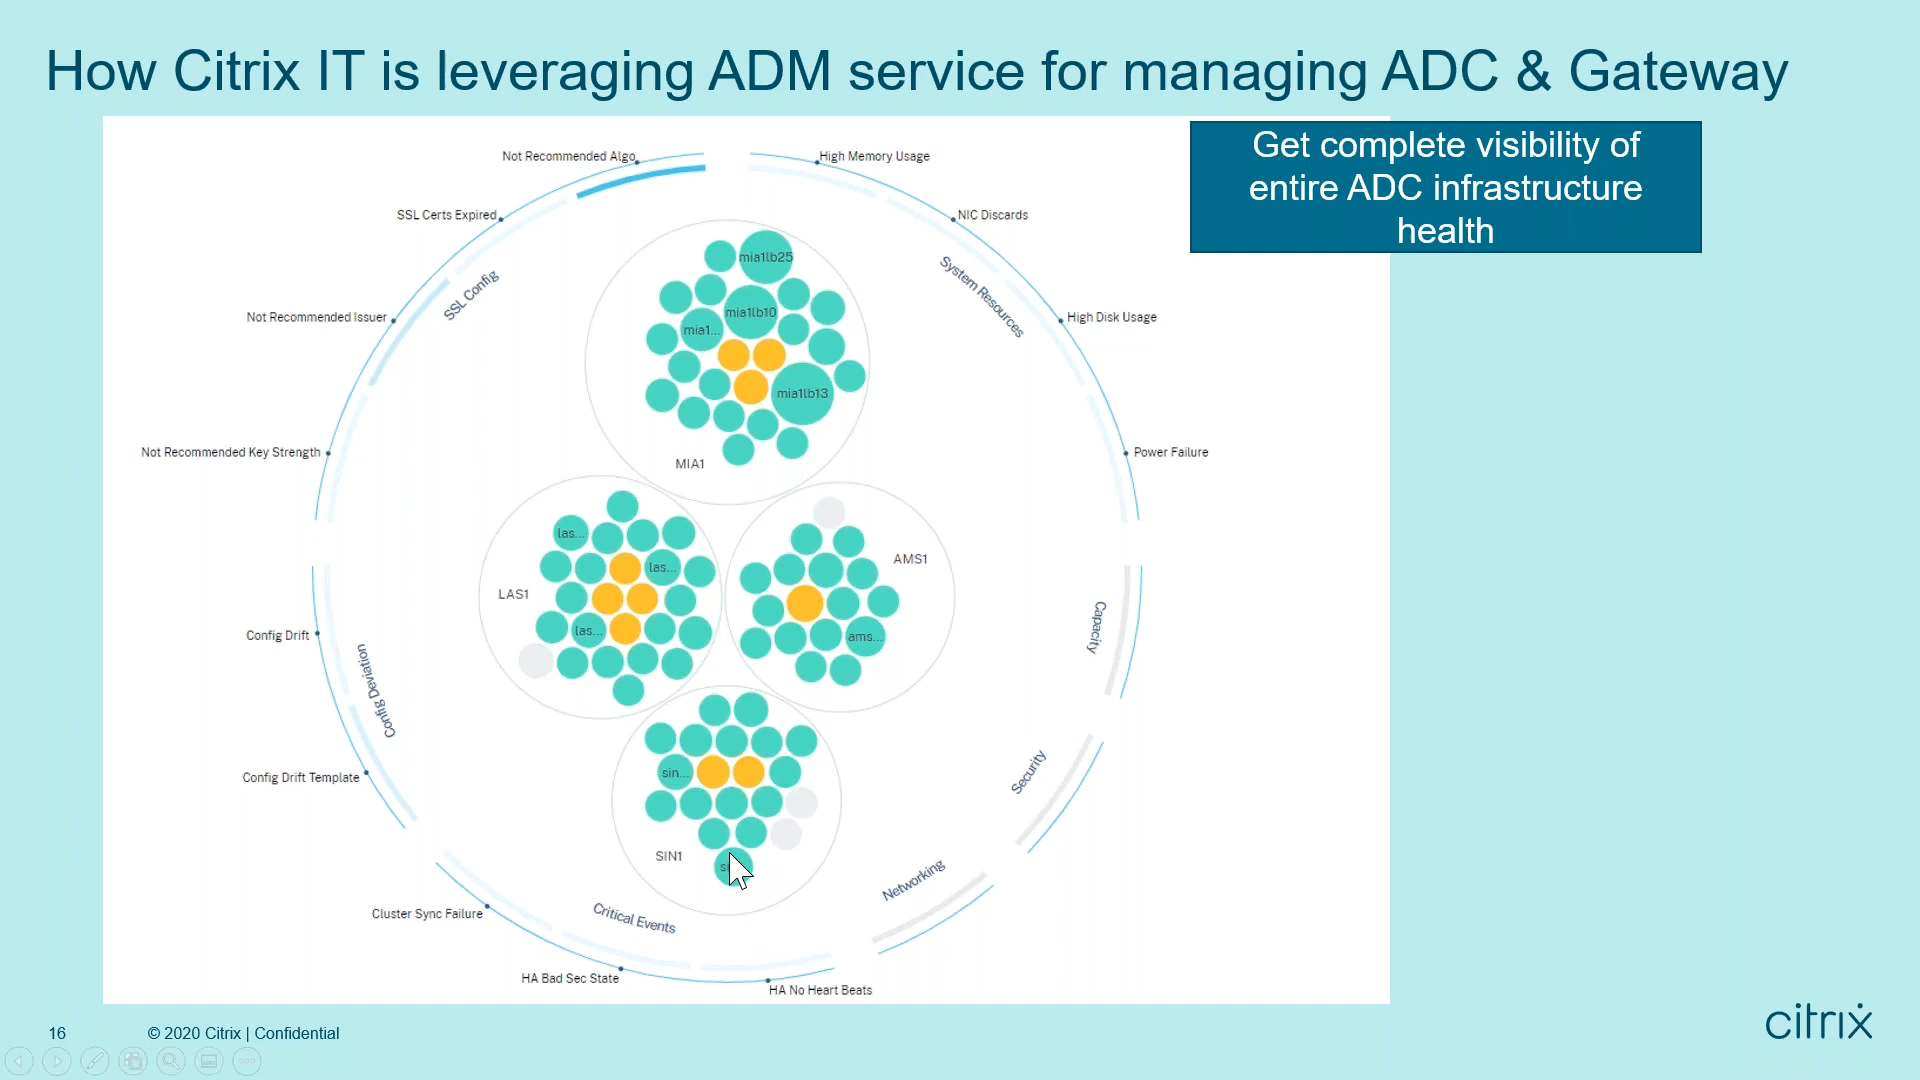 How Citrix IT is leveraging ADM service for managing ADC & Gateway
Get complete visibility of
entire ADC infrastructure
health
Not Recommended Algo
High Memory Usage
SSL Certs Expired
NIC Discards
SSL Config
System Resources
Not Recommended Issuer
High Disk Usage
Not Recommended Key Strength
Power Failure
mia1lb25
mia1lb10
mia1...
mia1lb13
MIA1
las...
las...
LAS1
las...
AMS1
ams...
Capacity
Config Drift
Config Deviation
Config Drift Template
Security
sin...
SIN1
Networking
Cluster Sync Failure
Critical Events
HA Bad Sec State
HA No Heart Beats
16
© 2020 Citrix | Confidential
citrix